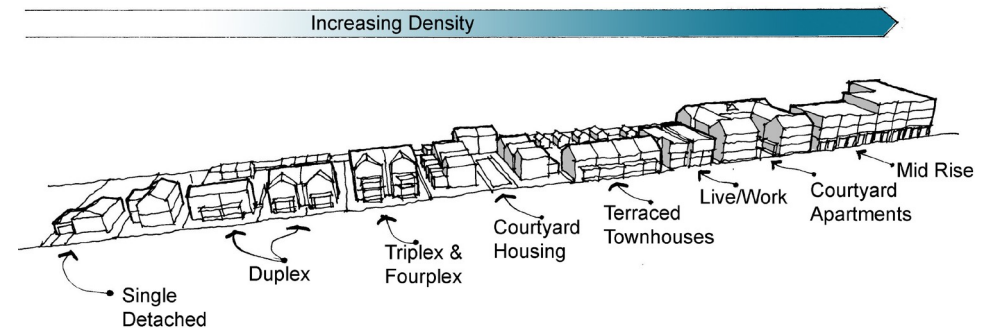 Increasing Density
Single
Detached
Duplex
Triplex &
Fourplex
Courtyard
Housing
Terraced
Townhouses
Live/Work
Courtyard
Apartments
Mid Rise